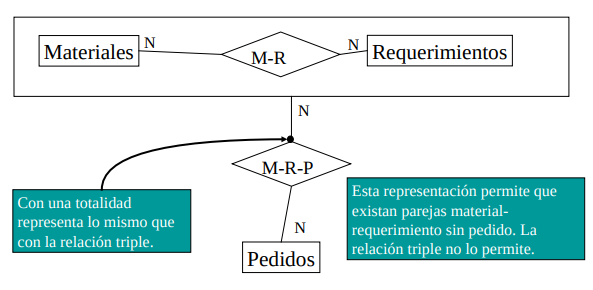 Materiales
N
M-R
N
Requerimientos
N
M-R-P
Con una totalidad
representa lo mismo que
con la relación triple.
Esta representación permite que
existan parejas material-
requerimiento sin pedido. La
relación triple no lo permite.
N
Pedidos